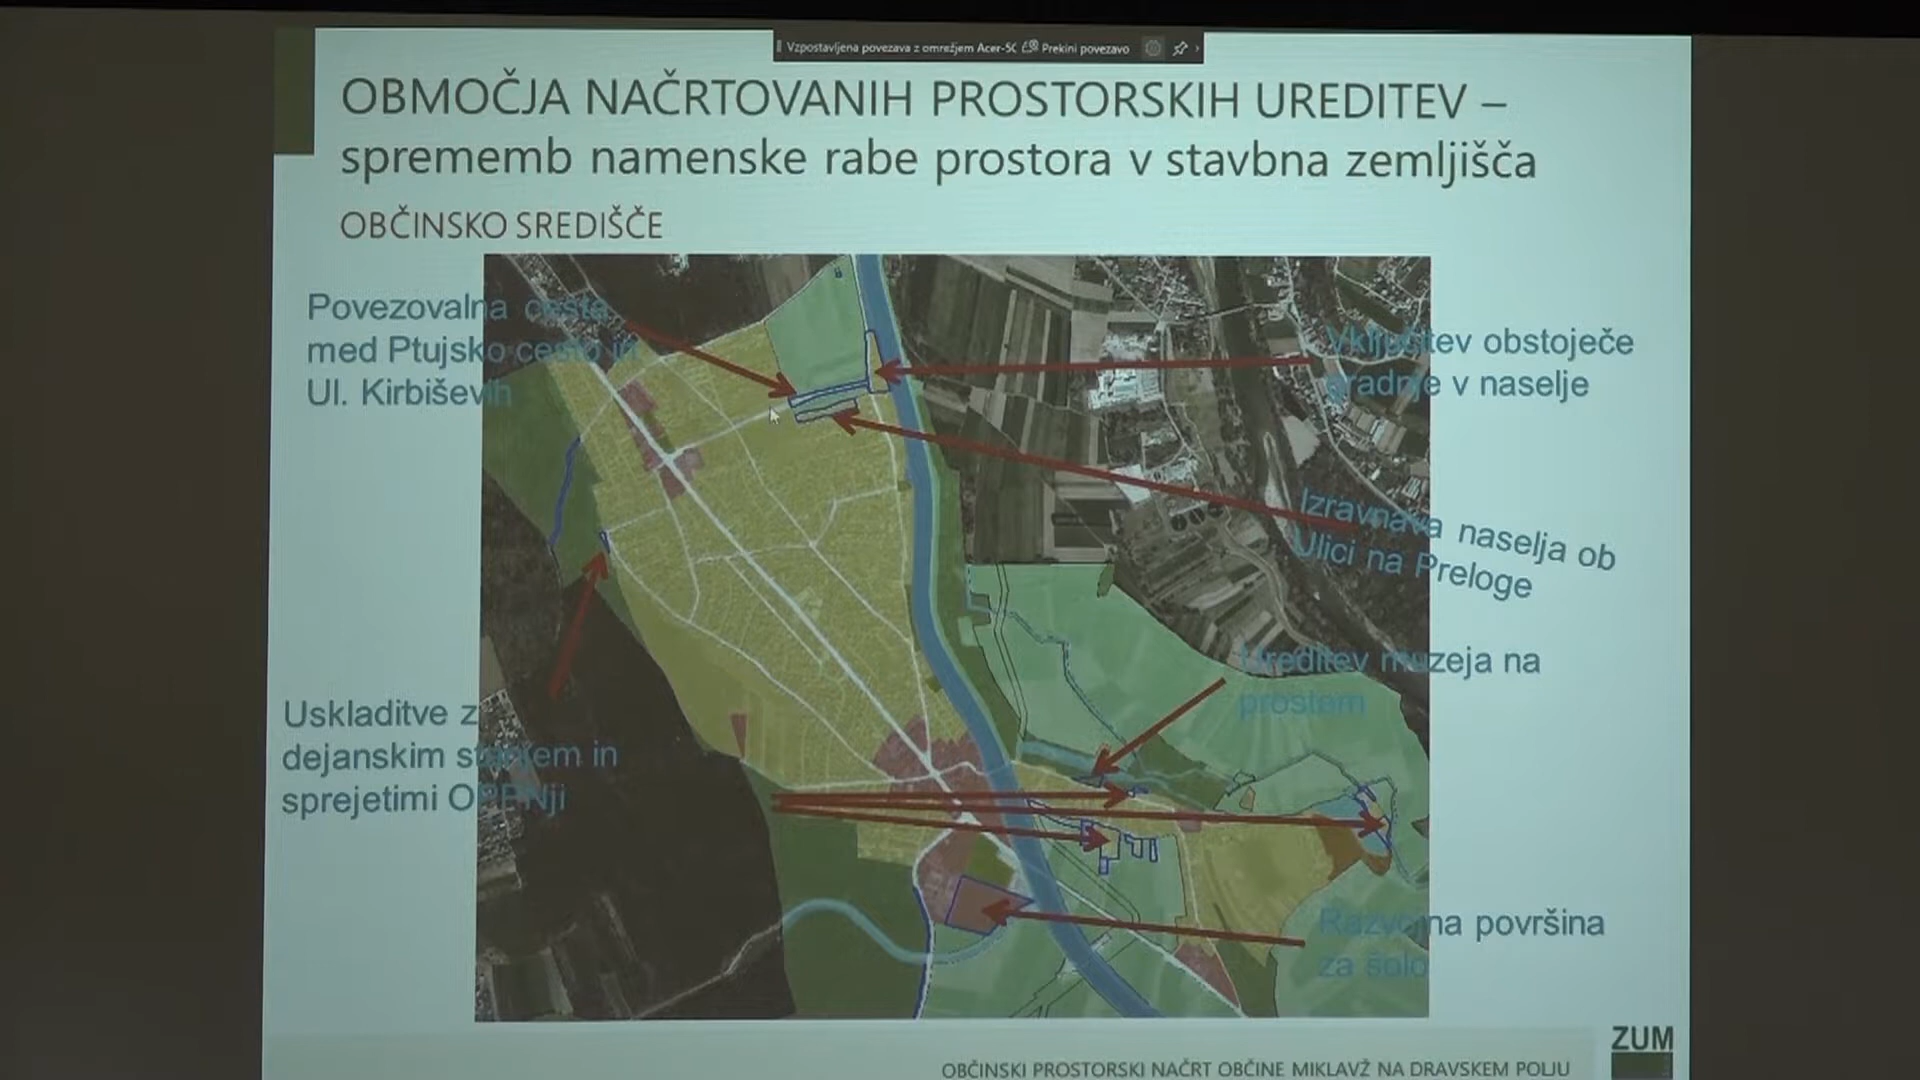 Vzpostavljena povezava z omrežjem Acer-5C Prekini povezavo
OBMOČJA NAČRTOVANIH PROSTORSKIH UREDITEV –
sprememb namenske rabe prostora v stavbna zemljišča
OBČINSKO SREDIŠČE
Povezovalna cesta
med Ptujsko cesto in
Ul. Kirbiševih
Vključitev obstoječe
gradnje v naselje
Izravnava naselja ob
Ulici na Preloge
Ureditev muzeja na
prostem
Uskladitve z
dejanskim stanjem in
sprejetimi OPPNji
Razvojna površina
za šolo
OBČINSKI PROSTORSKI NAČRT OBČINE MIKLAVŽ NA DRAVSKEM POLJU
ZUM